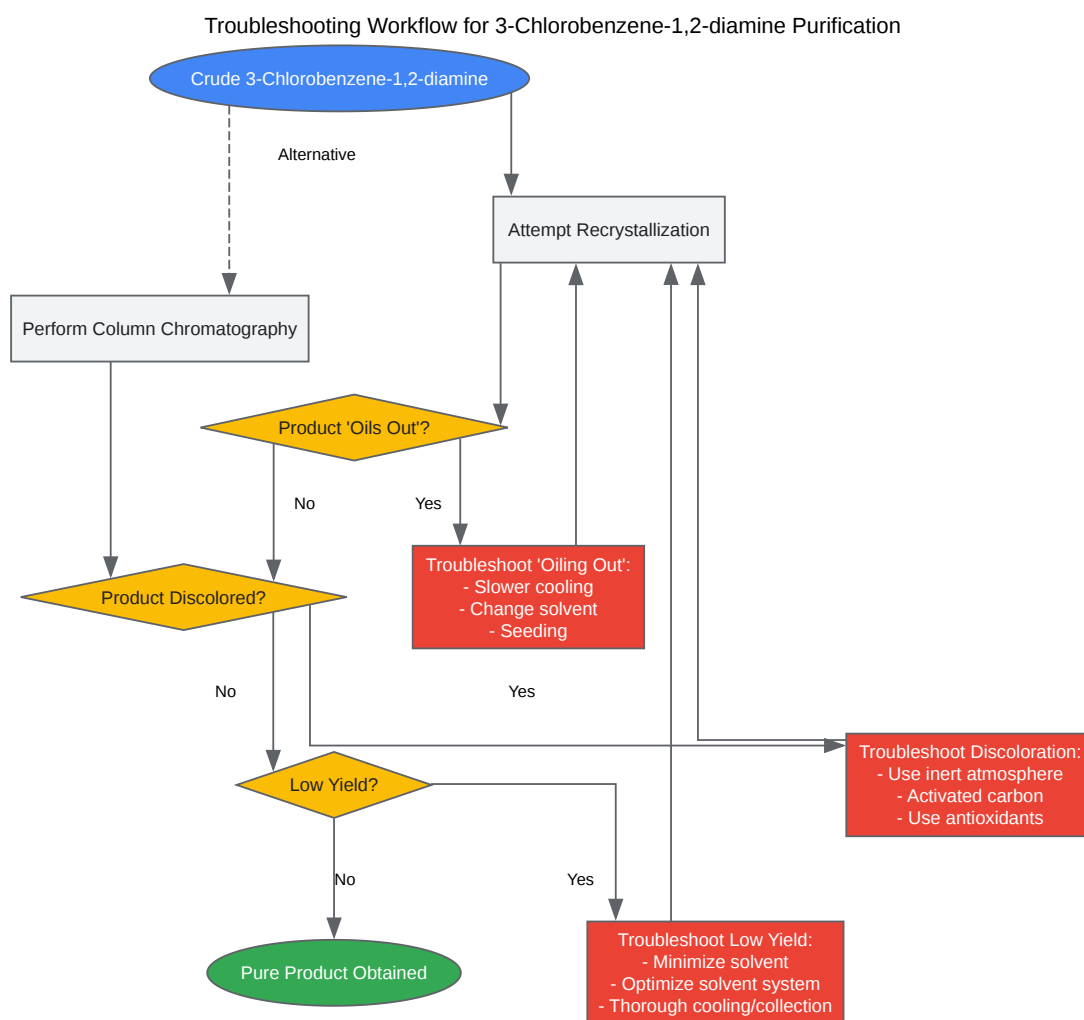 Troubleshooting Workflow for 3-Chlorobenzene-1,2-diamine Purification
Crude 3-Chlorobenzene-1,2-diamine
Alternative
Attempt Recrystallization
Perform Column Chromatography
Product 'Oils Out'?
No
Yes
Troubleshoot 'Oiling Out':
- Slower cooling
- Change solvent
- Seeding
Product Discolored?
No
Yes
Troubleshoot Discoloration:
- Use inert atmosphere
- Activated carbon
- Use antioxidants
Low Yield?
No
Yes
Troubleshoot Low Yield:
- Minimize solvent
- Optimize solvent system
- Thorough cooling/collection
Pure Product Obtained